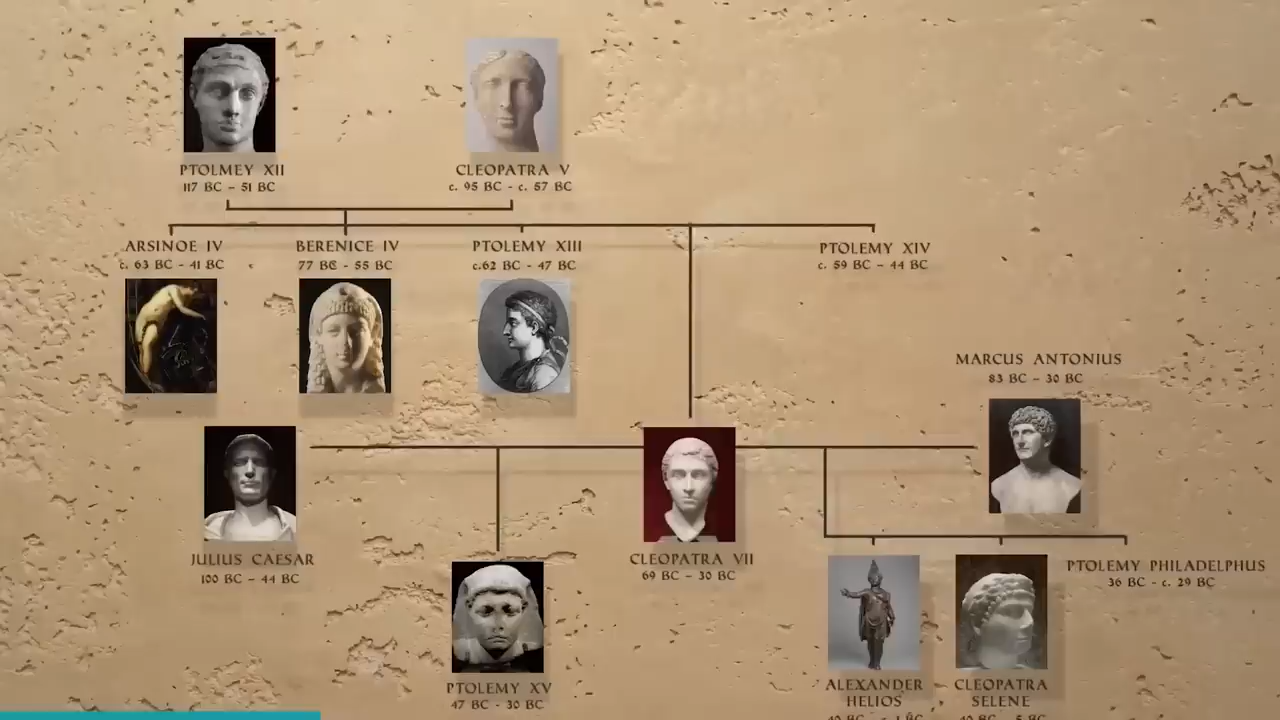 PTOLMEY XII
117 BC – 51 BC
CLEOPATRA V
c. 95 BC - c. 57 BC
ARSINOE IV
c. 63 BC – 41 BC
BERENICE IV
77 BC – 55 BC
PTOLEMY XIII
c.62 BC – 47 BC
PTOLEMY XIV
c. 59 BC – 44 BC
MARCUS ANTONIUS
83 BC – 30 BC
JULIUS CAESAR
100 BC – 44 BC
CLEOPATRA VII
69 BC – 30 BC
PTOLEMY PHILADELPHUS
36 BC - c. 29 BC
PTOLEMY XV
47 BC - 30 BC
ALEXANDER
HELIOS
CLEOPATRA
SELENE